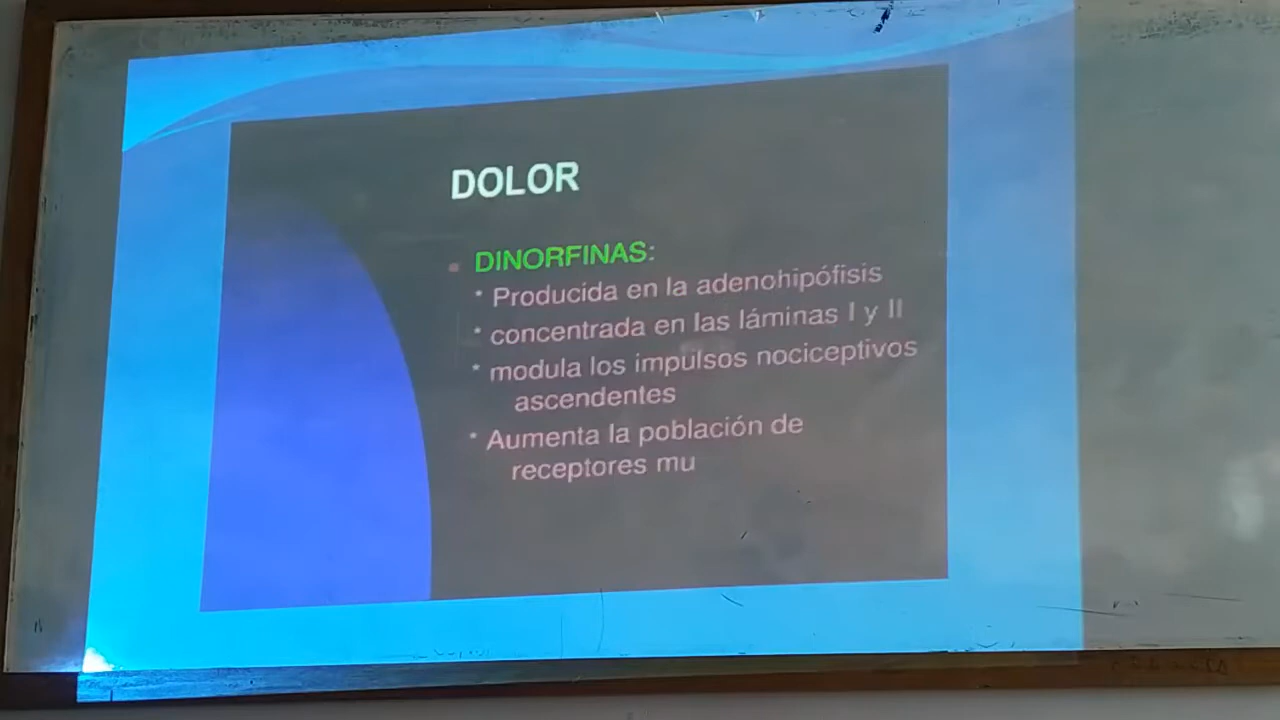 DOLOR
DINORFINAS:
* Producida en la adenohipófisis
* concentrada en las láminas I y II
* modula los impulsos nociceptivos
ascendentes
* Aumenta la población de
receptores mu